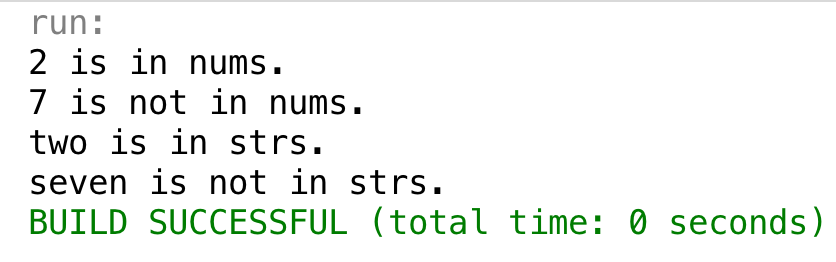 run:
2 is in nums.
7 is not in nums.
two is in strs.
seven is not in strs.
BUILD SUCCESSFUL (total time: 0 seconds)